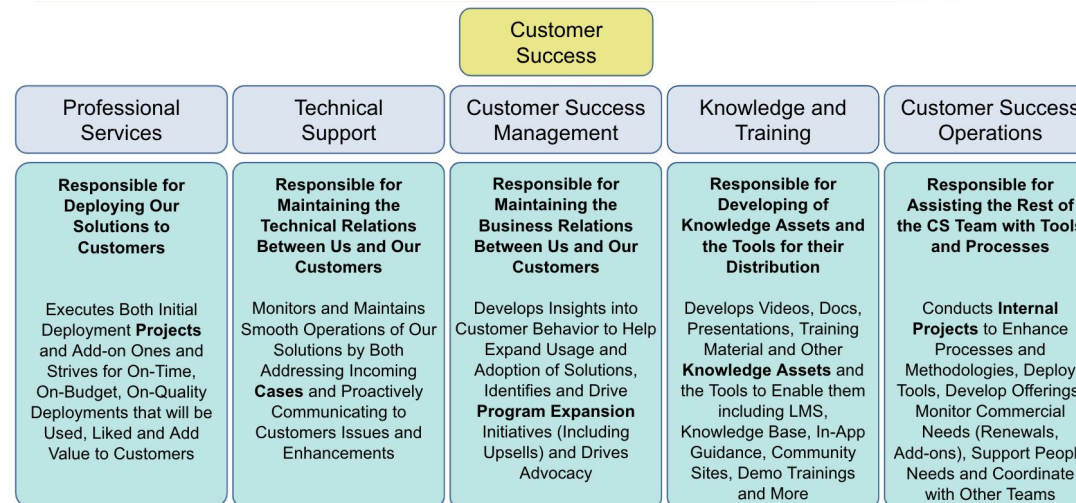 Customer
Success
Professional
Services
Technical
Support
Customer Success
Management
Knowledge and
Training
Customer Success
Operations
Responsible for
Deploying Our
Solutions to
Customers
Executes Both Initial
Deployment Projects
and Add-on Ones and
Strives for On-Time,
On-Budget, On-Quality
Deployments that will be
Used, Liked and Add
Value to Customers
Responsible for
Maintaining the
Technical Relations
Between Us and Our
Customers
Monitors and Maintains
Smooth Operations of Our
Solutions by Both
Addressing Incoming
Cases and Proactively
Communicating to
Customers Issues and
Enhancements
Responsible for
Maintaining the
Business Relations
Between Us and Our
Customers
Develops Insights into
Customer Behavior to Help
Expand Usage and
Adoption of Solutions,
Identifies and Drive
Program Expansion
Initiatives (Including
Upsells) and Drives
Advocacy
Responsible for
Developing of
Knowledge Assets and
the Tools for their
Distribution
Develops Videos, Docs,
Presentations, Training
Material and Other
Knowledge Assets and
the Tools to Enable them
including LMS,
Knowledge Base, In-App
Guidance, Community
Sites, Demo Trainings
and More
Responsible for
Assisting the Rest of
the CS Team with Tools
and Processes
Conducts Internal
Projects to Enhance
Processes and
Methodologies, Deploy
Tools, Develop Offerings,
Monitor Commercial
Needs (Renewals,
Add-ons), Support People
Needs and Coordinate
with Other Teams